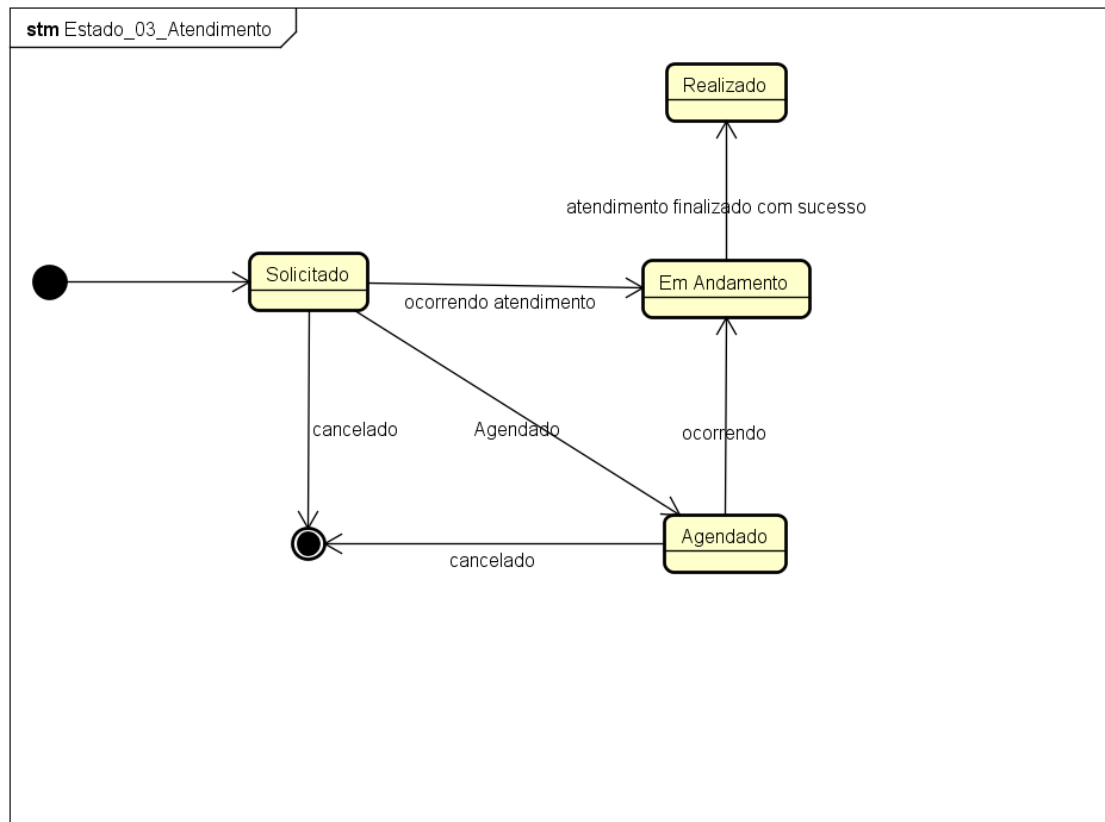 stm Estado_03_Atendimento
Realizado
atendimento finalizado com sucesso
Solicitado
Em Andamento
ocorrendo atendimento
cancelado
Agendado
ocorrendo
Agendado
cancelado